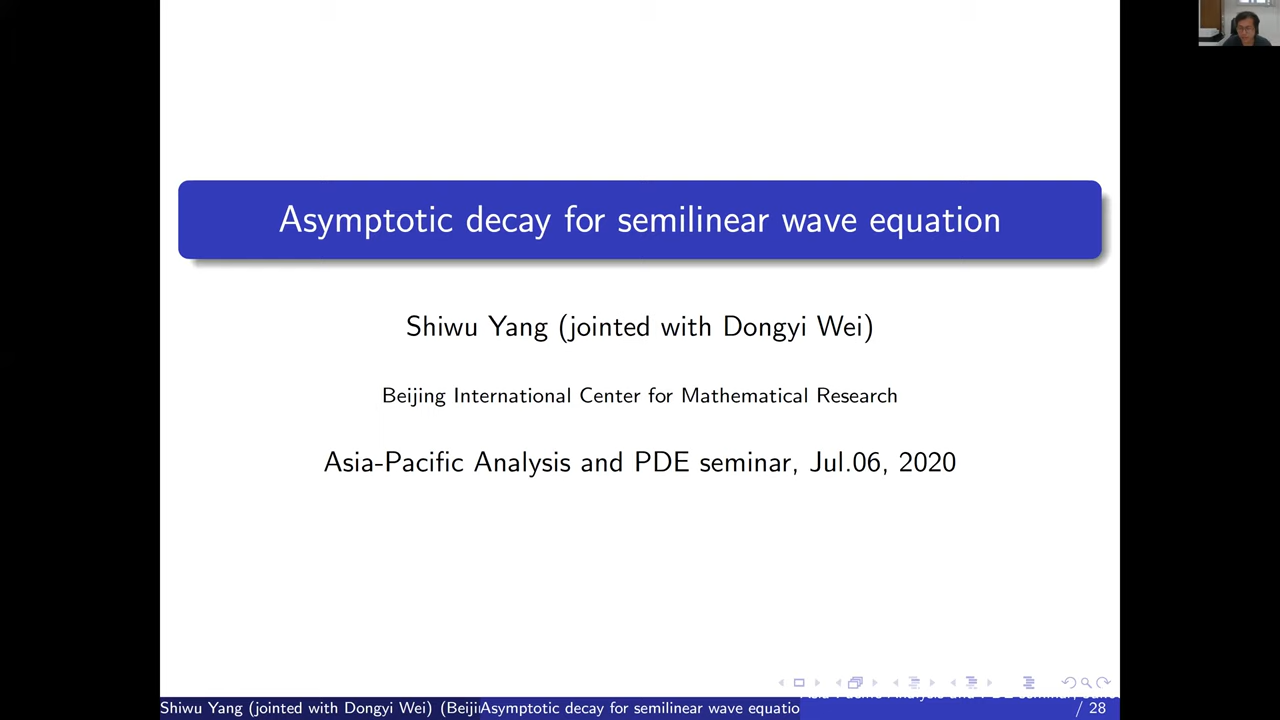 Asymptotic decay for semilinear wave equation
Shiwu Yang (jointed with Dongyi Wei)
Beijing International Center for Mathematical Research
Asia-Pacific Analysis and PDE seminar, Jul.06, 2020
Shiwu Yang (jointed with Dongyi Wei) (Beiji
Asymptotic decay for semilinear wave equatio
/ 28